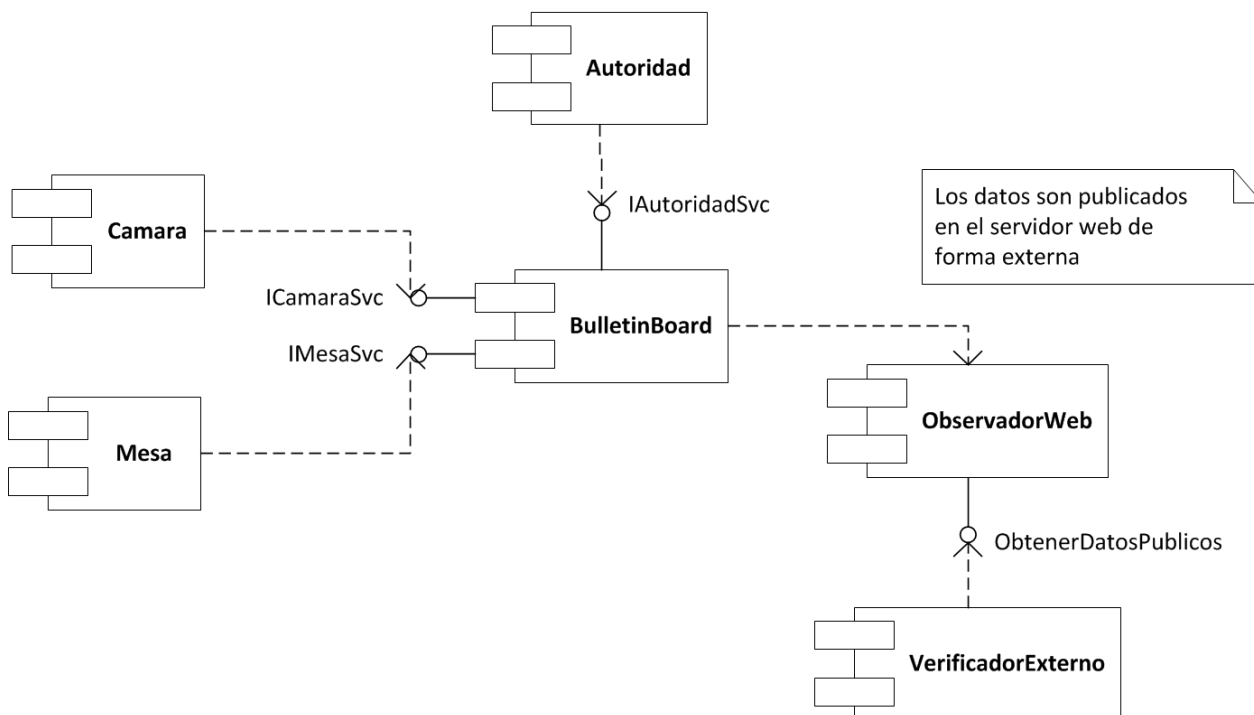 Autoridad
IAutoridadSvc
Los datos son publicados
en el servidor web de
forma externa
Camara
ICamaraSvc
BulletinBoard
IMesaSvc
Mesa
ObservadorWeb
ObtenerDatosPublicos
VerificadorExterno